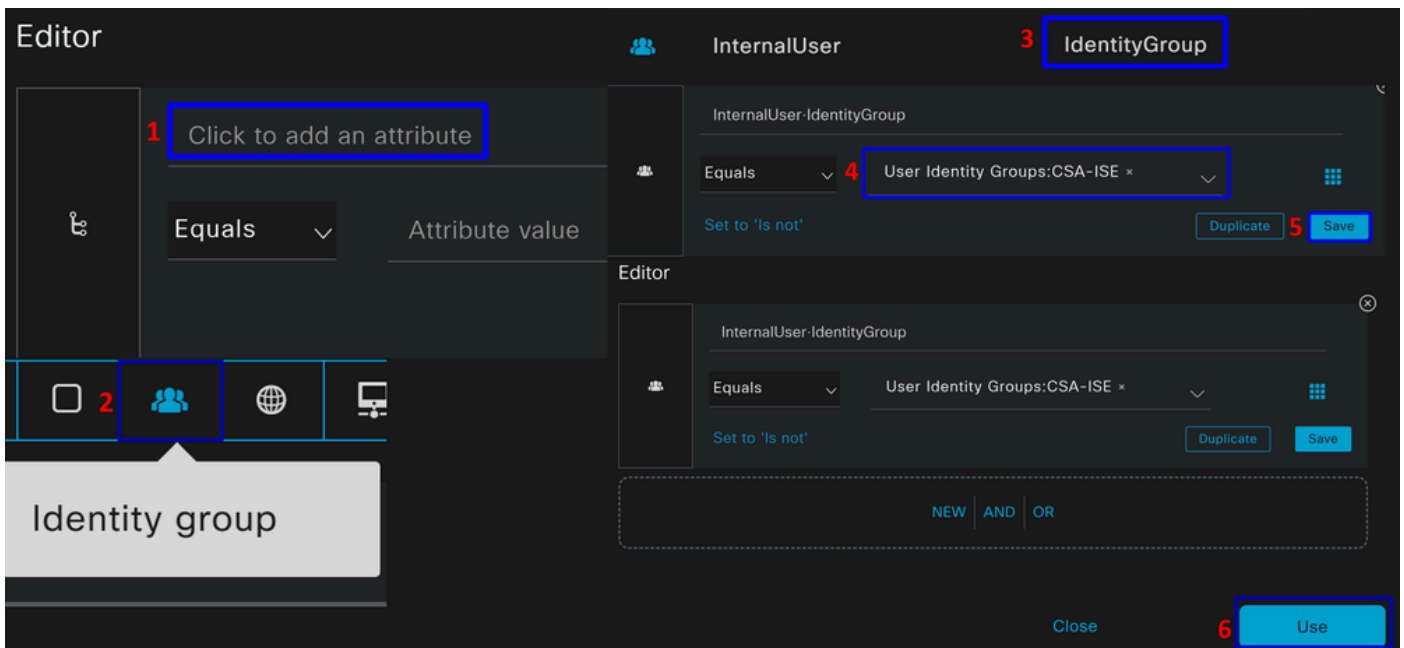 Editor
1 Click to add an attribute
Equals Attribute value
2
Identity group
InternalUser 3 IdentityGroup
InternalUser·IdentityGroup
Equals 4 User Identity Groups:CSA-ISE ×
Set to 'Is not' Duplicate 5 Save
Editor
InternalUser·IdentityGroup
Equals User Identity Groups:CSA-ISE ×
Set to 'Is not' Duplicate Save
NEW AND OR
Close 6 Use